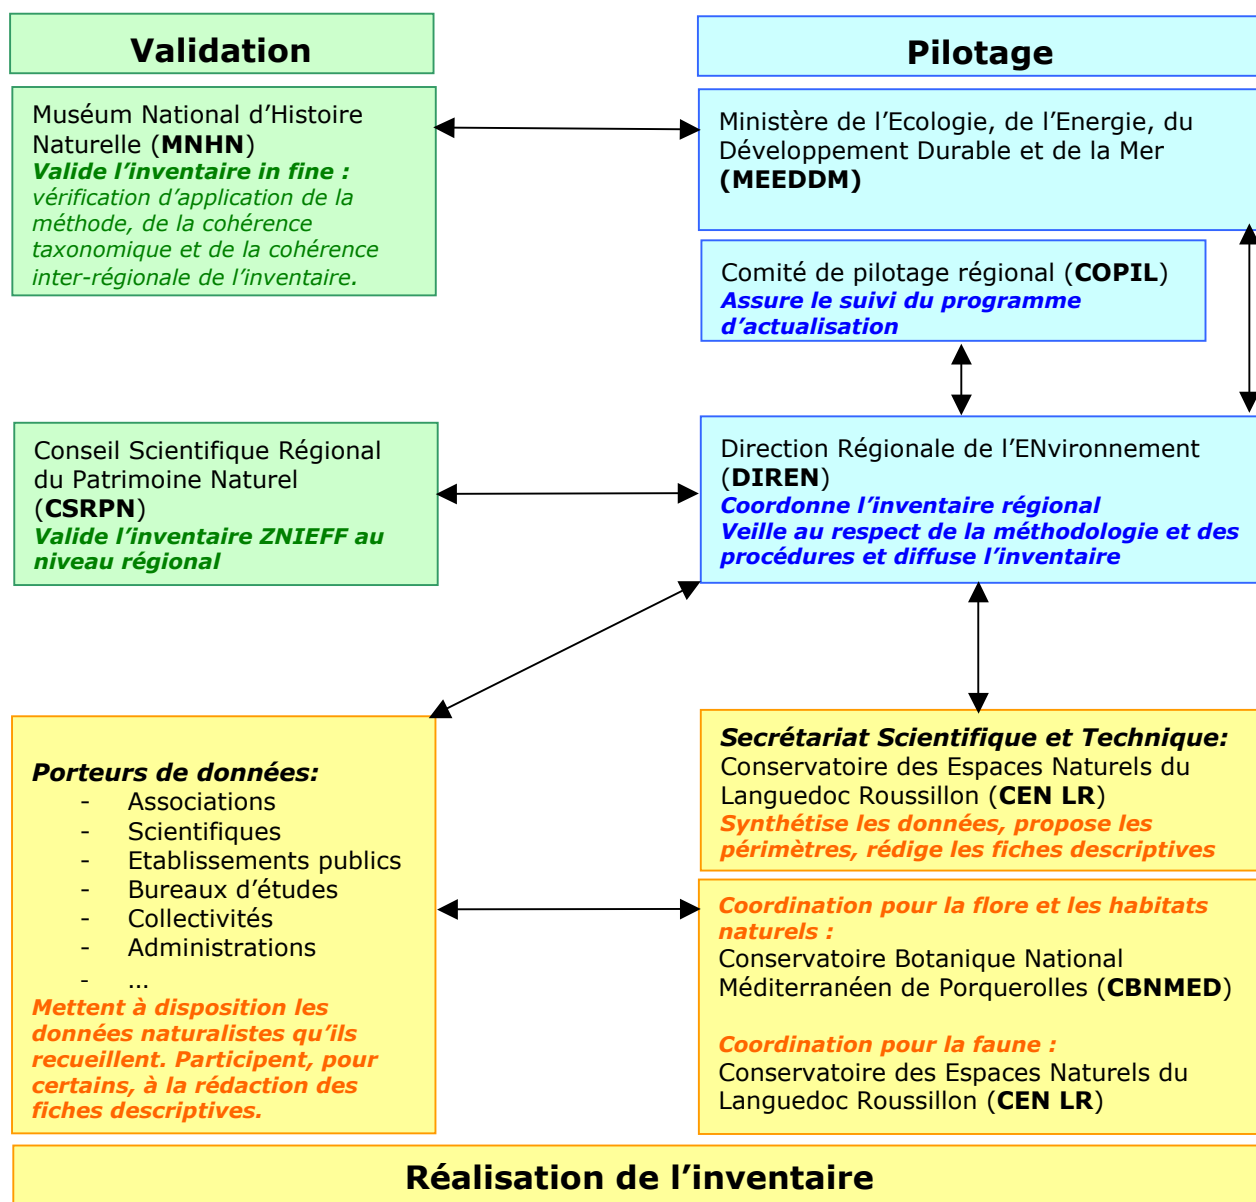 Validation
Pilotage
Muséum National d'Histoire
Naturelle (MNHN)
Valide l'inventaire in fine :
vérification d'application de la
méthode, de la cohérence
taxonomique et de la cohérence
inter-régionale de l'inventaire.
Ministère de l'Ecologie, de l'Energie, du
Développement Durable et de la Mer
(MEEDDM)
Comité de pilotage régional (COPIL)
Assure le suivi du programme
d'actualisation
Conseil Scientifique Régional
du Patrimoine Naturel
(CSRPN)
Valide l'inventaire ZNIEFF au
niveau régional
Direction Régionale de l'ENvironnement
(DIREN)
Coordonne l'inventaire régional
Veille au respect de la méthodologie et des
procédures et diffuse l'inventaire
Porteurs de données:
- Associations
- Scientifiques
- Etablissements publics
- Bureaux d'études
- Collectivités
- Administrations
- ...
Mettent à disposition les
données naturalistes qu'ils
recueillent. Participent, pour
certains, à la rédaction des
fiches descriptives.
Secrétariat Scientifique et Technique:
Conservatoire des Espaces Naturels du
Languedoc Roussillon (CEN LR)
Synthétise les données, propose les
périmètres, rédige les fiches descriptives
Coordination pour la flore et les habitats
naturels :
Conservatoire Botanique National
Méditerranéen de Porquerolles (CBNMED)
Coordination pour la faune :
Conservatoire des Espaces Naturels du
Languedoc Roussillon (CEN LR)
Réalisation de l'inventaire